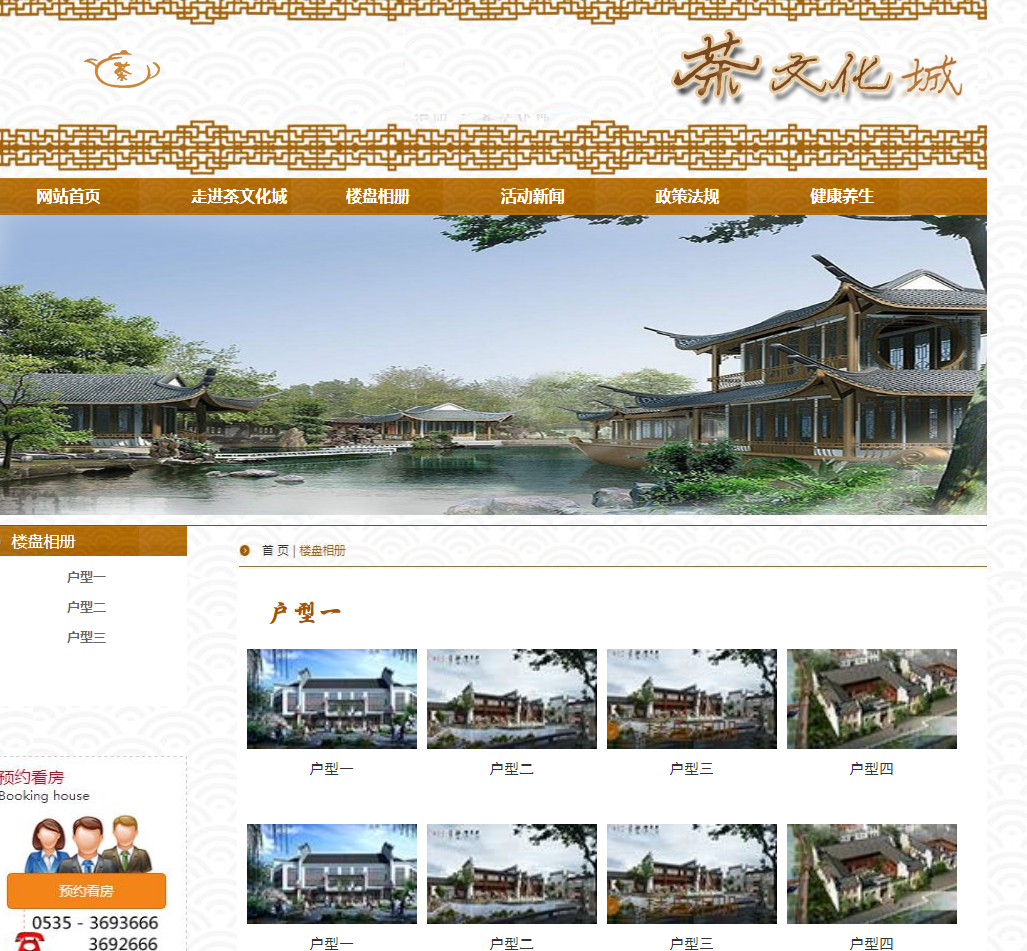 茶
茶文化城
网站首页 走进茶文化城 楼盘相册 活动新闻 政策法规 健康养生
楼盘相册
户型一
户型二
户型三
首 页 | 楼盘相册
户型一
户型一 户型二 户型三 户型四
户型一 户型二 户型三 户型四
预约看房
Booking house
预约看房
0535 - 3693666
3692666